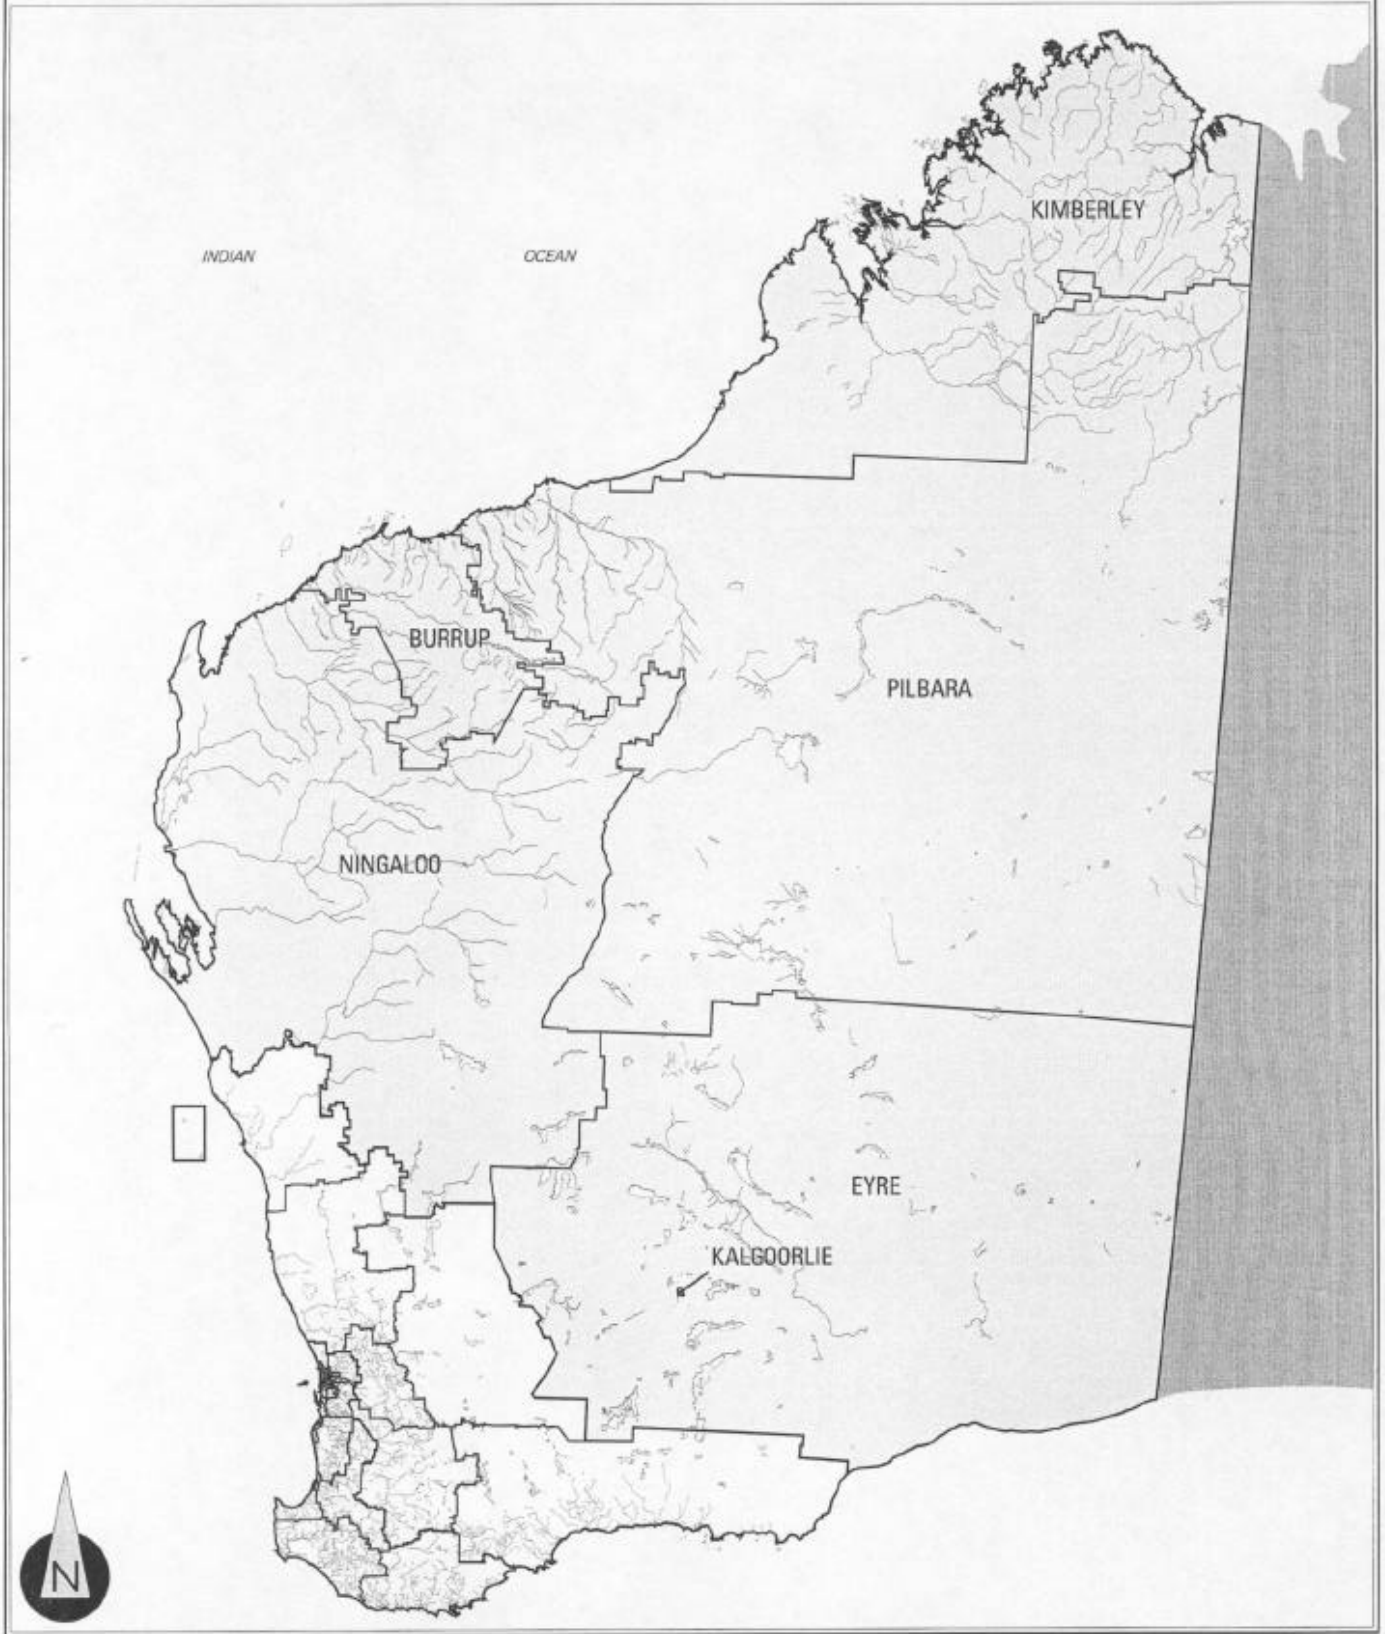 KIMBERLEY
INDIAN OCEAN
BURRUP
PILBARA
NINGALOO
EYRE
KALGOORLIE
N